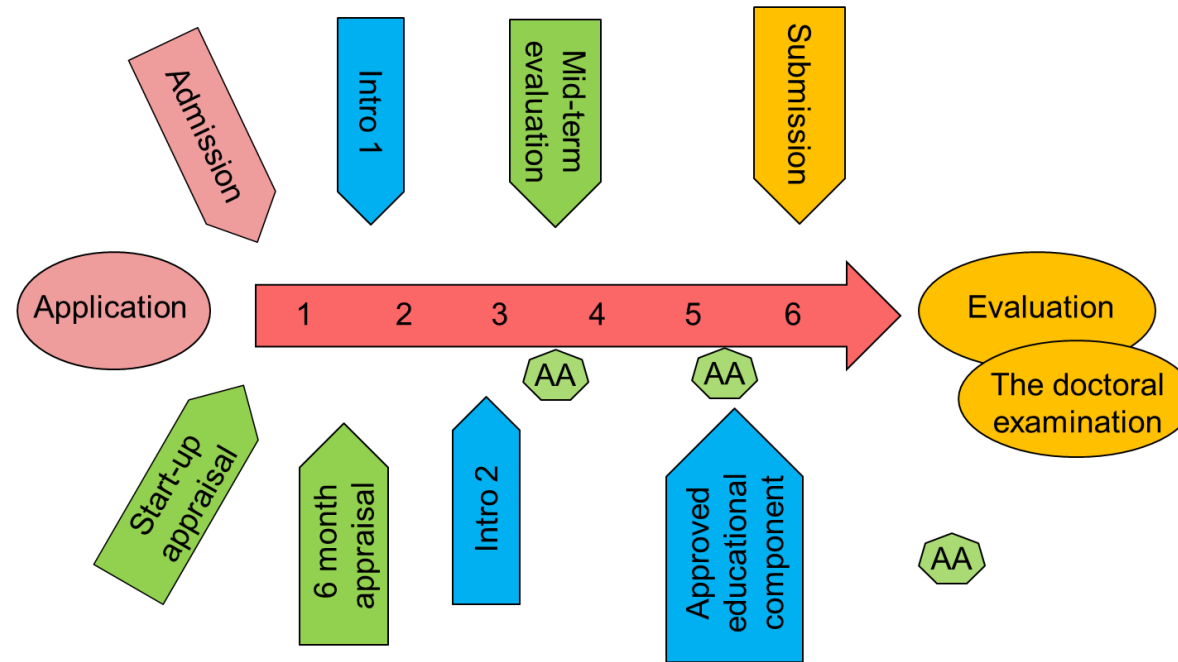 Admission
Intro 1
Mid-term
evaluation
Submission
Application
1 2 3 4 5 6
Evaluation
The doctoral
examination
AA
AA
Start-up
appraisal
6 month
appraisal
Intro 2
Approved
educational
component
AA